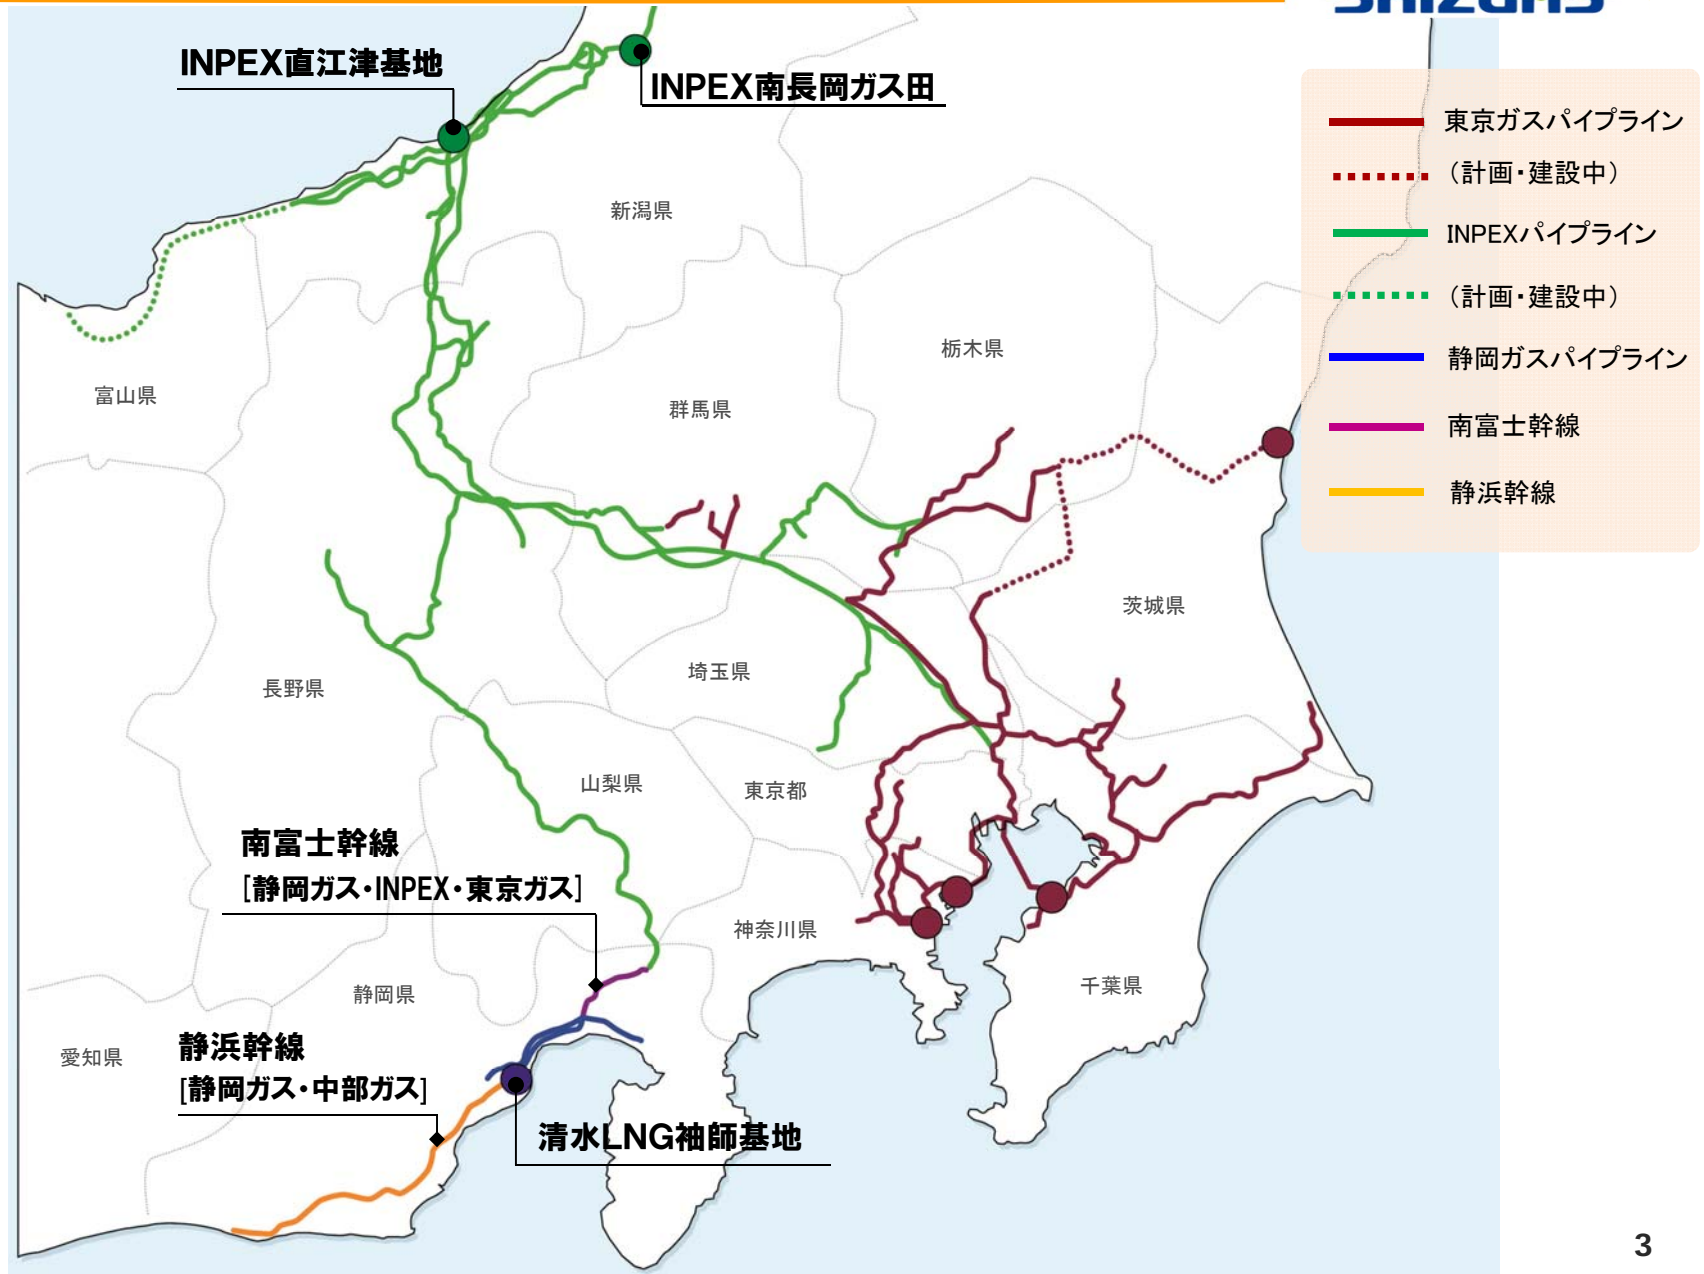 INPEX直江津基地
INPEX南長岡ガス田
東京ガスパイプライン
（計画・建設中）
INPEXパイプライン
（計画・建設中）
静岡ガスパイプライン
南富士幹線
静浜幹線
新潟県
富山県
栃木県
群馬県
茨城県
埼玉県
長野県
山梨県
東京都
南富士幹線
[静岡ガス・INPEX・東京ガス]
神奈川県
千葉県
静岡県
愛知県
静浜幹線
[静岡ガス・中部ガス]
清水LNG袖師基地
3